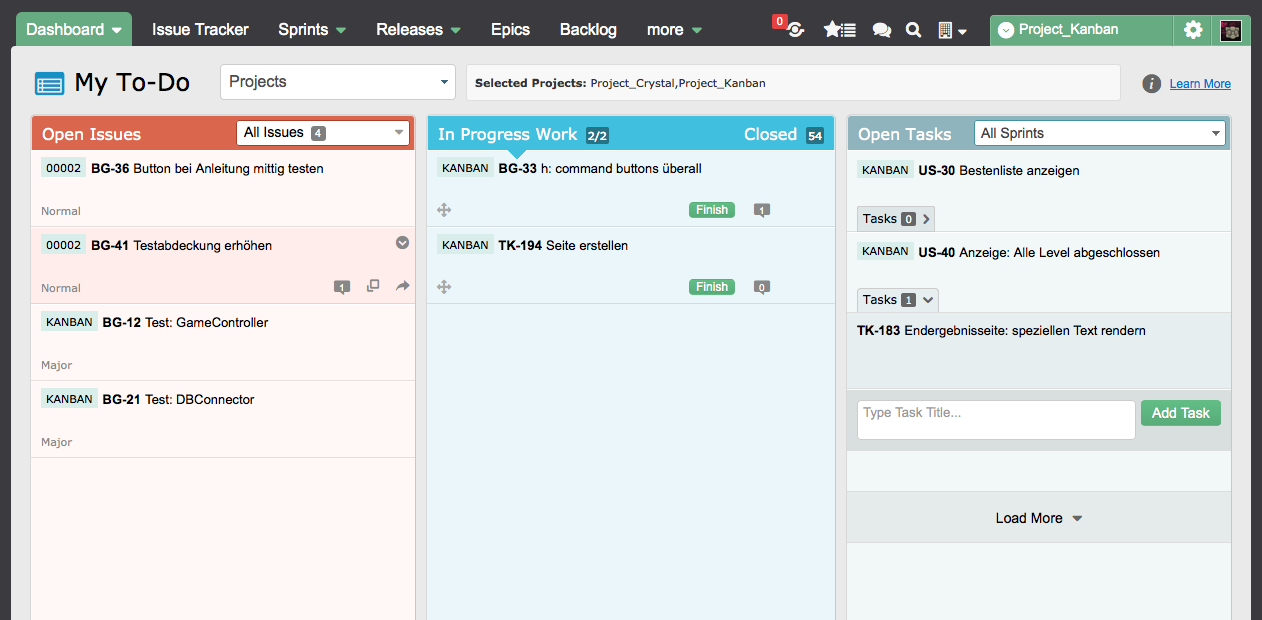 Dashboard Issue Tracker Sprints Releases Epics Backlog more 0 Project_Kanban
My To-Do Projects Selected Projects: Project_Crystal,Project_Kanban i Learn More
Open Issues All Issues 4
00002 BG-36 Button bei Anleitung mittig testen
Normal
00002 BG-41 Testabdeckung erhöhen
Normal 1
KANBAN BG-12 Test: GameController
Major
KANBAN BG-21 Test: DBConnector
Major
In Progress Work 2/2 Closed 54
KANBAN BG-33 h: command buttons überall
Finish 1
KANBAN TK-194 Seite erstellen
Finish 0
Open Tasks All Sprints
KANBAN US-30 Bestenliste anzeigen
Tasks 0
KANBAN US-40 Anzeige: Alle Level abgeschlossen
Tasks 1
TK-183 Endergebnisseite: speziellen Text rendern
Type Task Title... Add Task
Load More